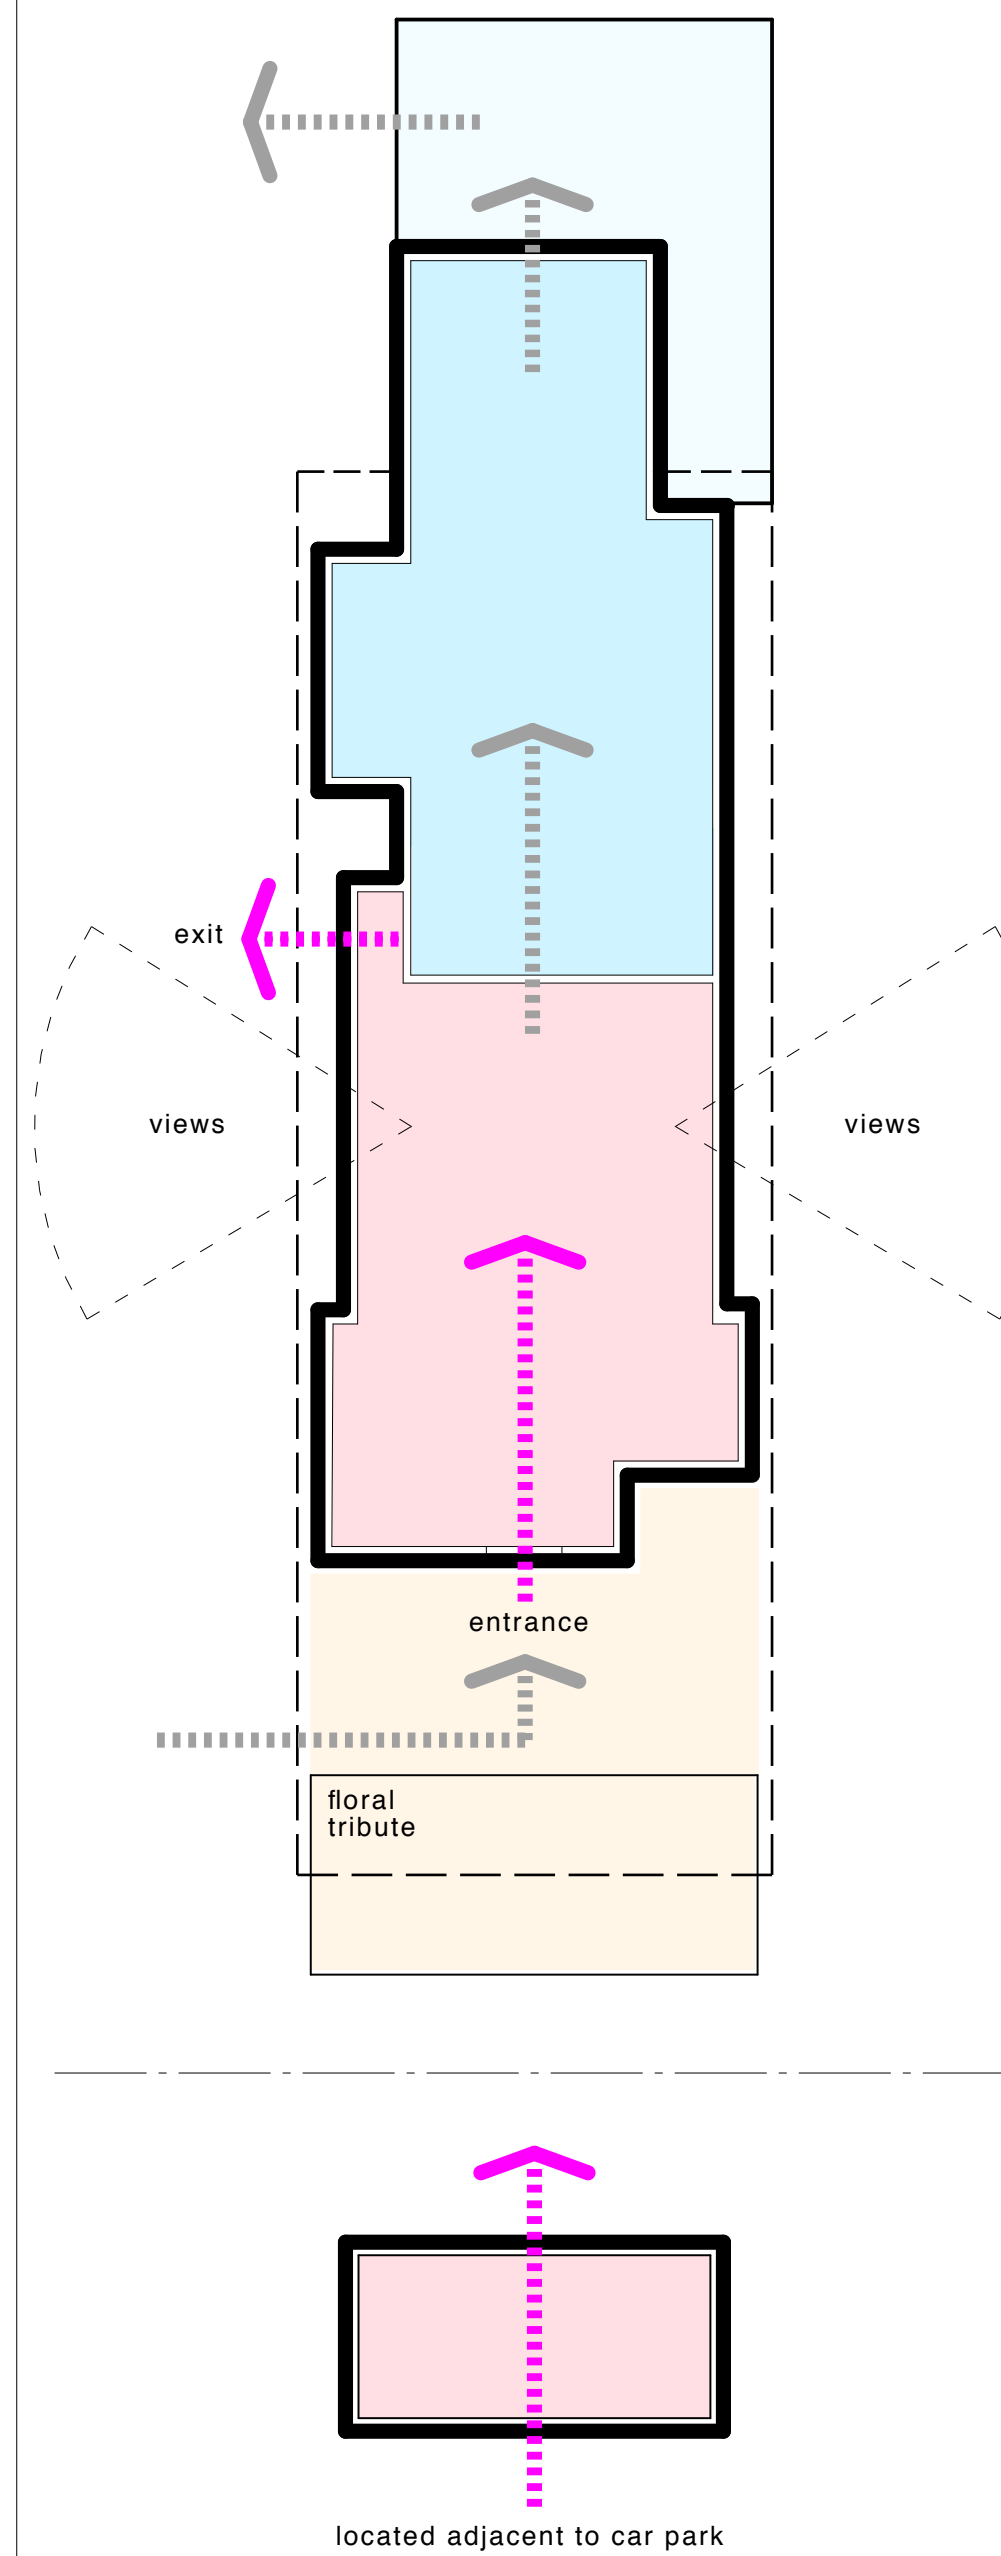 exit
views
views
entrance
floral
tribute
located adjacent to car park